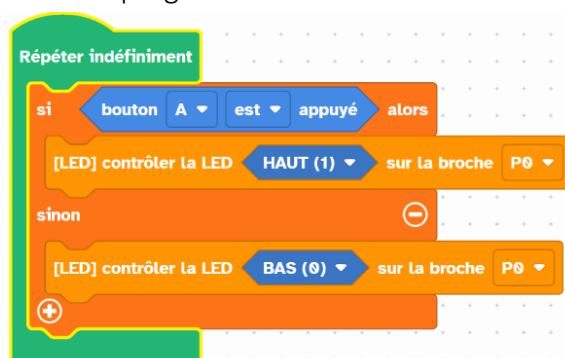 Répéter indéfiniment
si bouton A est appuyé alors
[LED] contrôler la LED HAUT (1) sur la broche P0
sinon
[LED] contrôler la LED BAS (0) sur la broche P0